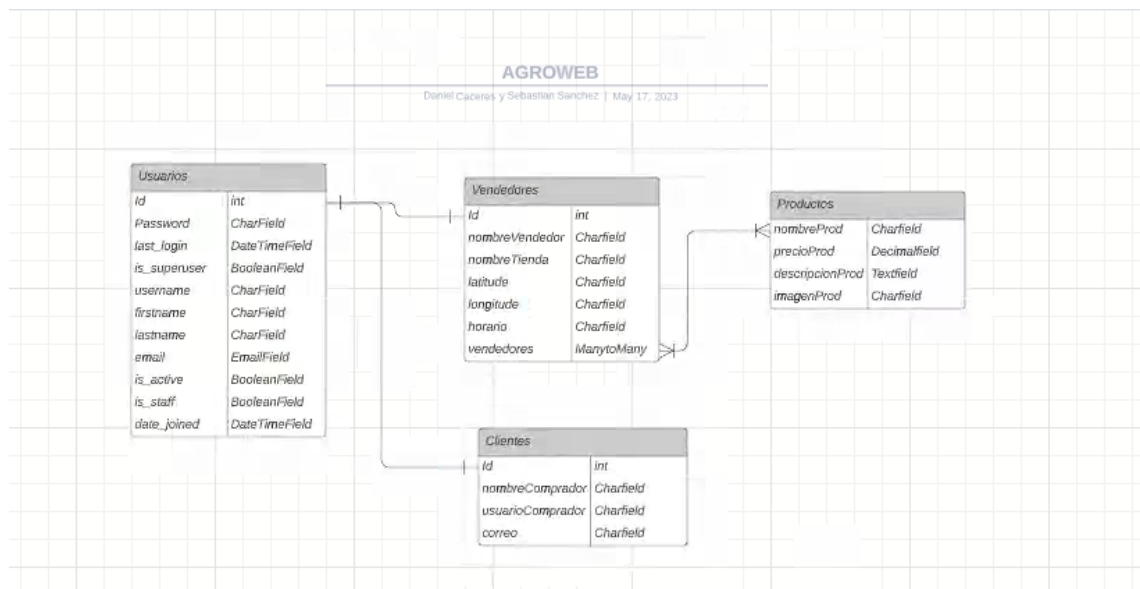 AGROWEB
Daniel Caceres y Sebastian Sanchez | May 17, 2023
Usuarios
Id int
Password CharField
last_login DateTimeField
is_superuser BooleanField
username CharField
firstname CharField
lastname CharField
email EmailField
is_active BooleanField
is_staff BooleanField
date_joined DateTimeField
Vendedores
Id int
nombreVendedor Charfield
nombreTienda Charfield
latitude Charfield
longitude Charfield
horario Charfield
vendedores ManytoMany
Productos
nombreProd Charfield
precioProd Decimalfield
descripcionProd Textfield
imagenProd Charfield
Clientes
Id int
nombreComprador Charfield
usuarioComprador Charfield
correo Charfield